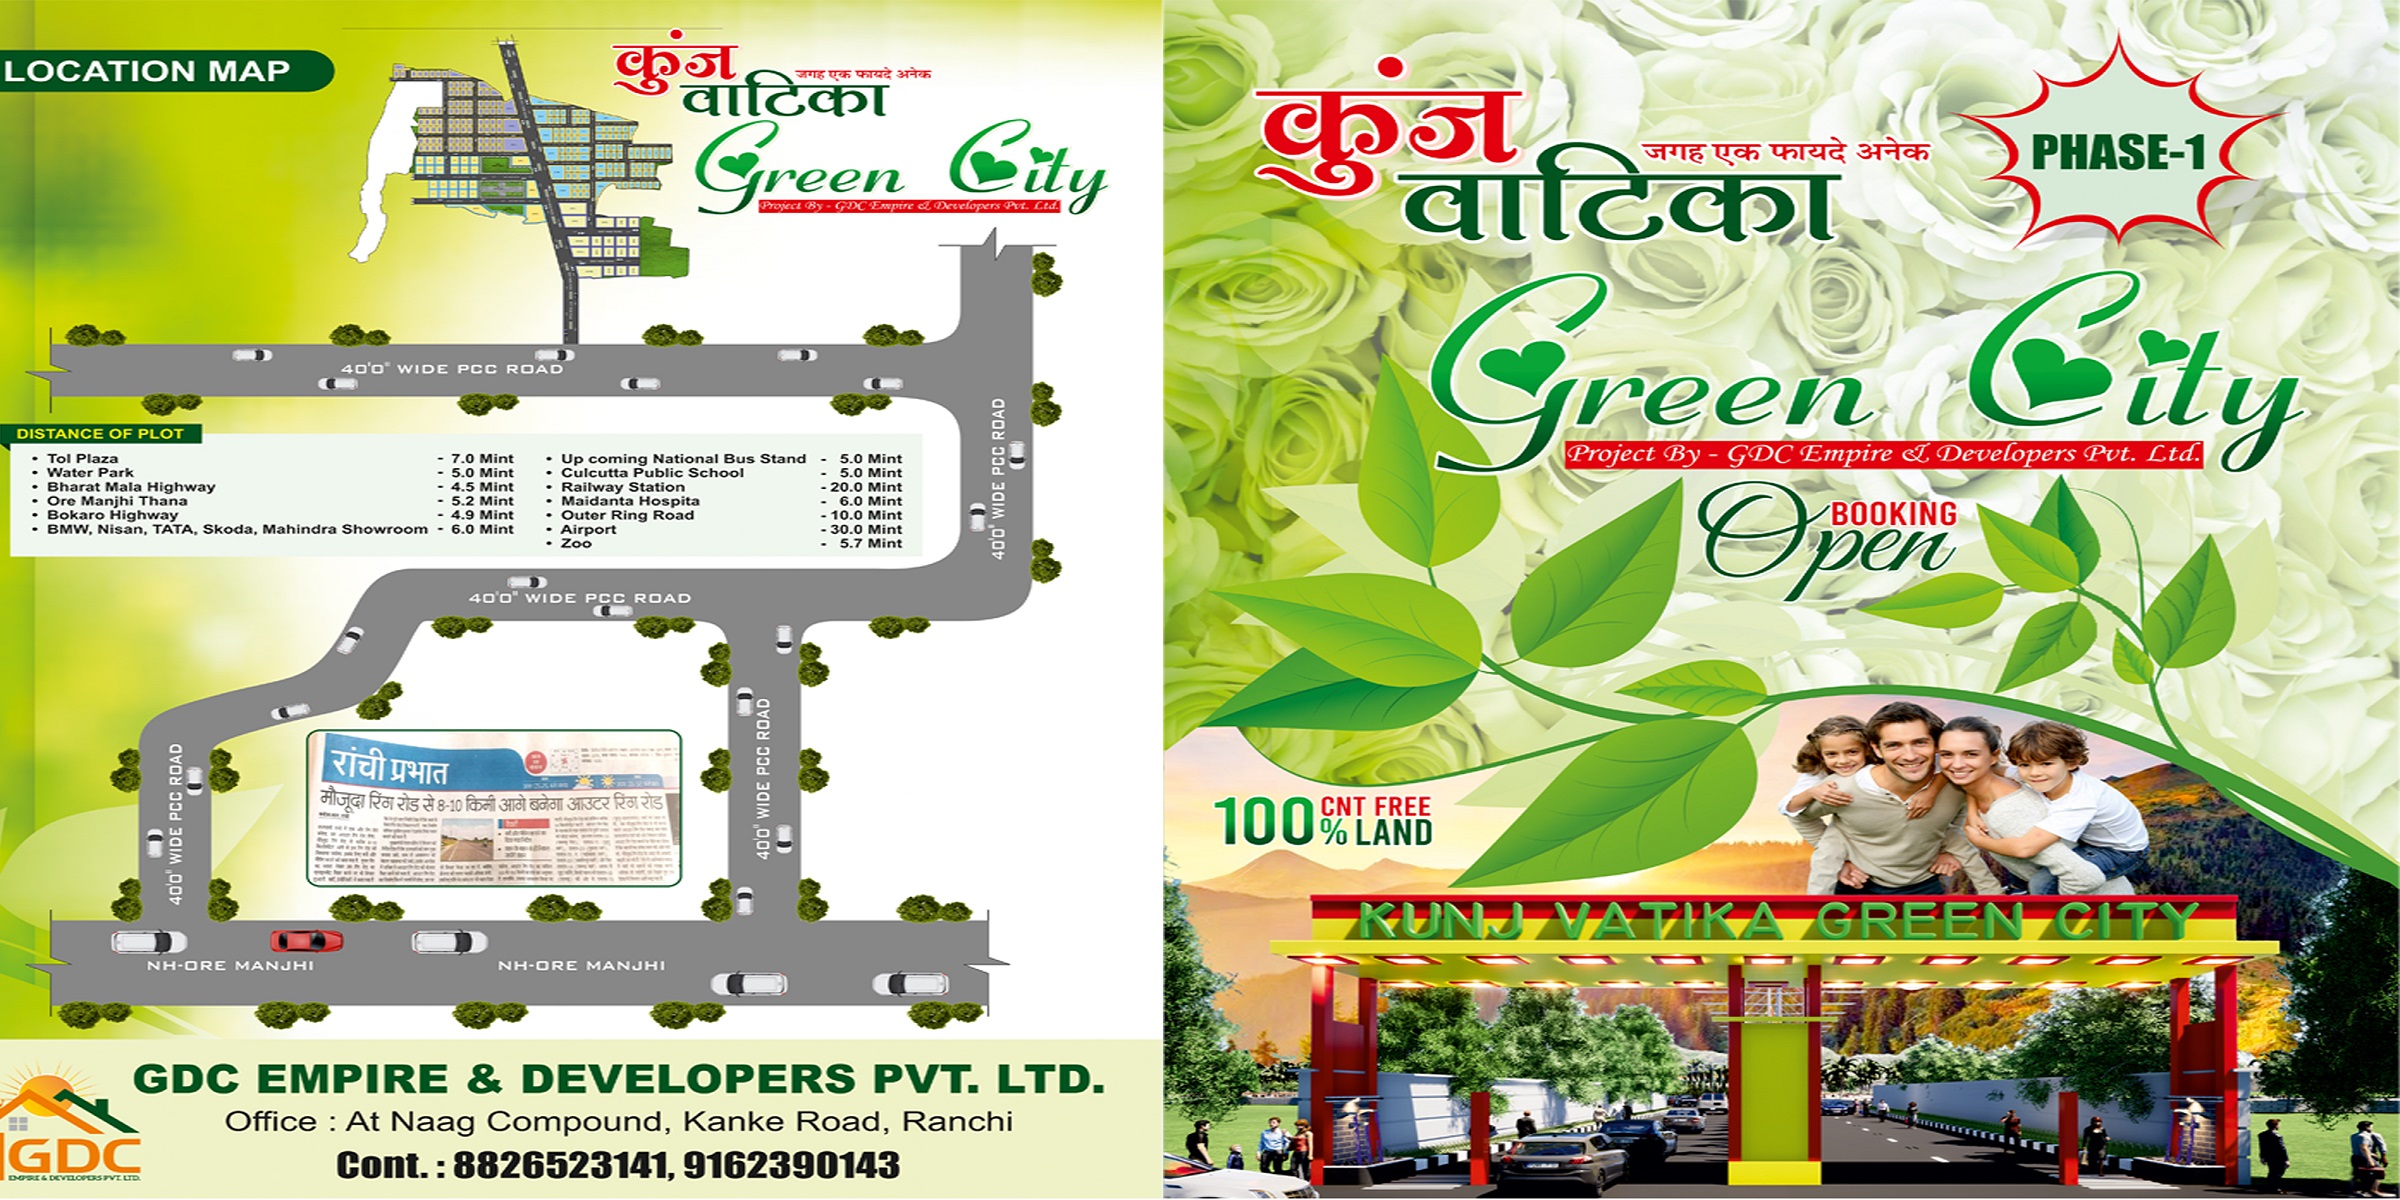 LOCATION MAP
कुंज
जगह एक फायदे अनेक
वाटिका
Green City
Project By - GDC Empire & Developers Pvt. Ltd.
40'0" WIDE PCC ROAD
40'0" WIDE PCC ROAD
DISTANCE OF PLOT
• Tol Plaza - 7.0 Mint
• Water Park - 5.0 Mint
• Bharat Mala Highway - 4.5 Mint
• Ore Manjhi Thana - 5.2 Mint
• Bokaro Highway - 4.9 Mint
• BMW, Nisan, TATA, Skoda, Mahindra Showroom - 6.0 Mint
• Up coming National Bus Stand - 5.0 Mint
• Culcutta Public School - 5.0 Mint
• Railway Station - 20.0 Mint
• Maidanta Hospita - 6.0 Mint
• Outer Ring Road - 10.0 Mint
• Airport - 30.0 Mint
• Zoo - 5.7 Mint
40'0" WIDE PCC ROAD
40'0" WIDE PCC ROAD
40'0" WIDE PCC ROAD
रांची प्रभात
मौजूदा रिंग रोड से 8-10 किमी आगे बनेगा आउटर रिंग रोड
NH-ORE MANJHI
NH-ORE MANJHI
GDC EMPIRE & DEVELOPERS PVT. LTD.
Office : At Naag Compound, Kanke Road, Ranchi
Cont. : 8826523141, 9162390143
GDC
EMPIRE & DEVELOPERS PVT. LTD.
कुंज
जगह एक फायदे अनेक
वाटिका
PHASE-1
Green City
Project By - GDC Empire & Developers Pvt. Ltd.
BOOKING
Open
100% CNT FREE
LAND
KUNJ VATIKA GREEN CITY